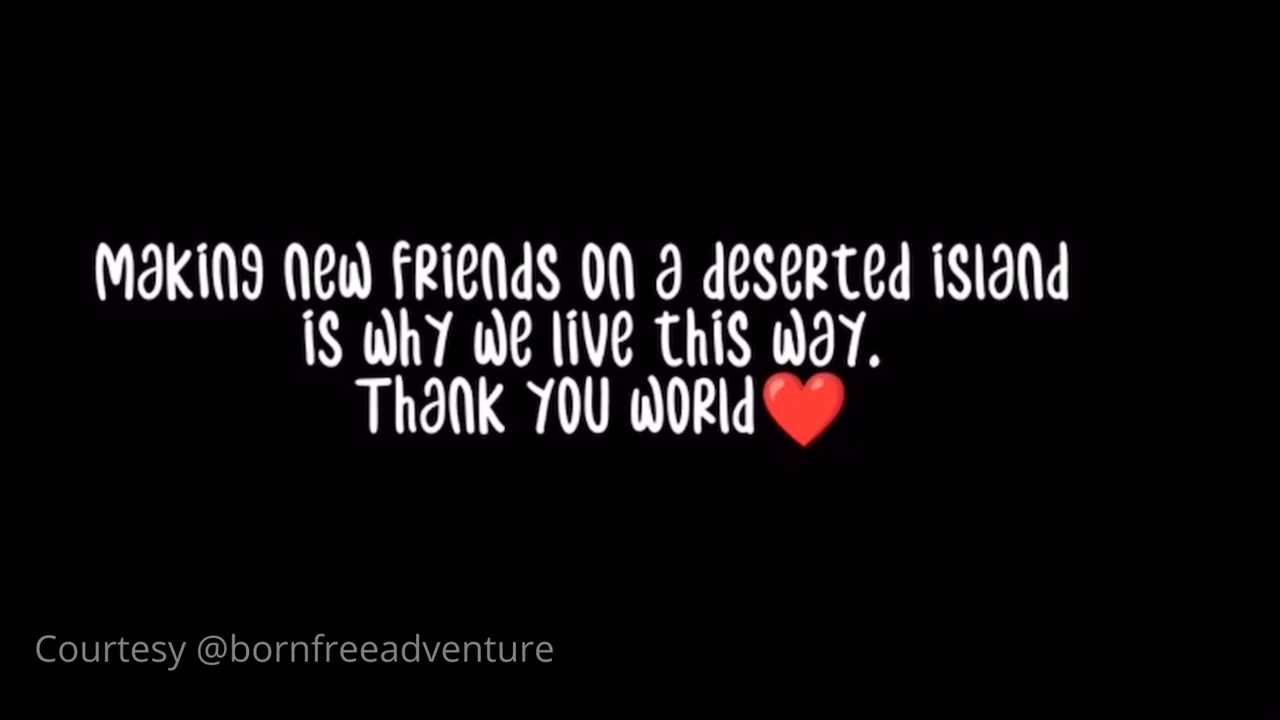 Making new friends on a deserted island
is why we live this way.
Thank you world❤️
Courtesy @bornfreeadventure